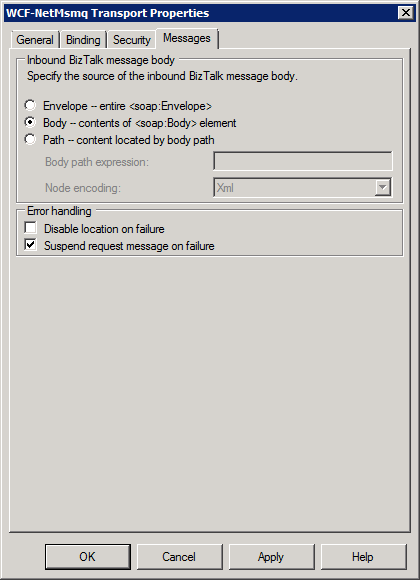 WCF-NetMsmq Transport Properties
General Binding Security Messages
Inbound BizTalk message body
Specify the source of the inbound BizTalk message body.
Envelope -- entire <soap:Envelope>
Body -- contents of <soap:Body> element
Path -- content located by body path
Body path expression:
Node encoding: Xml
Error handling
Disable location on failure
Suspend request message on failure
OK Cancel Apply Help